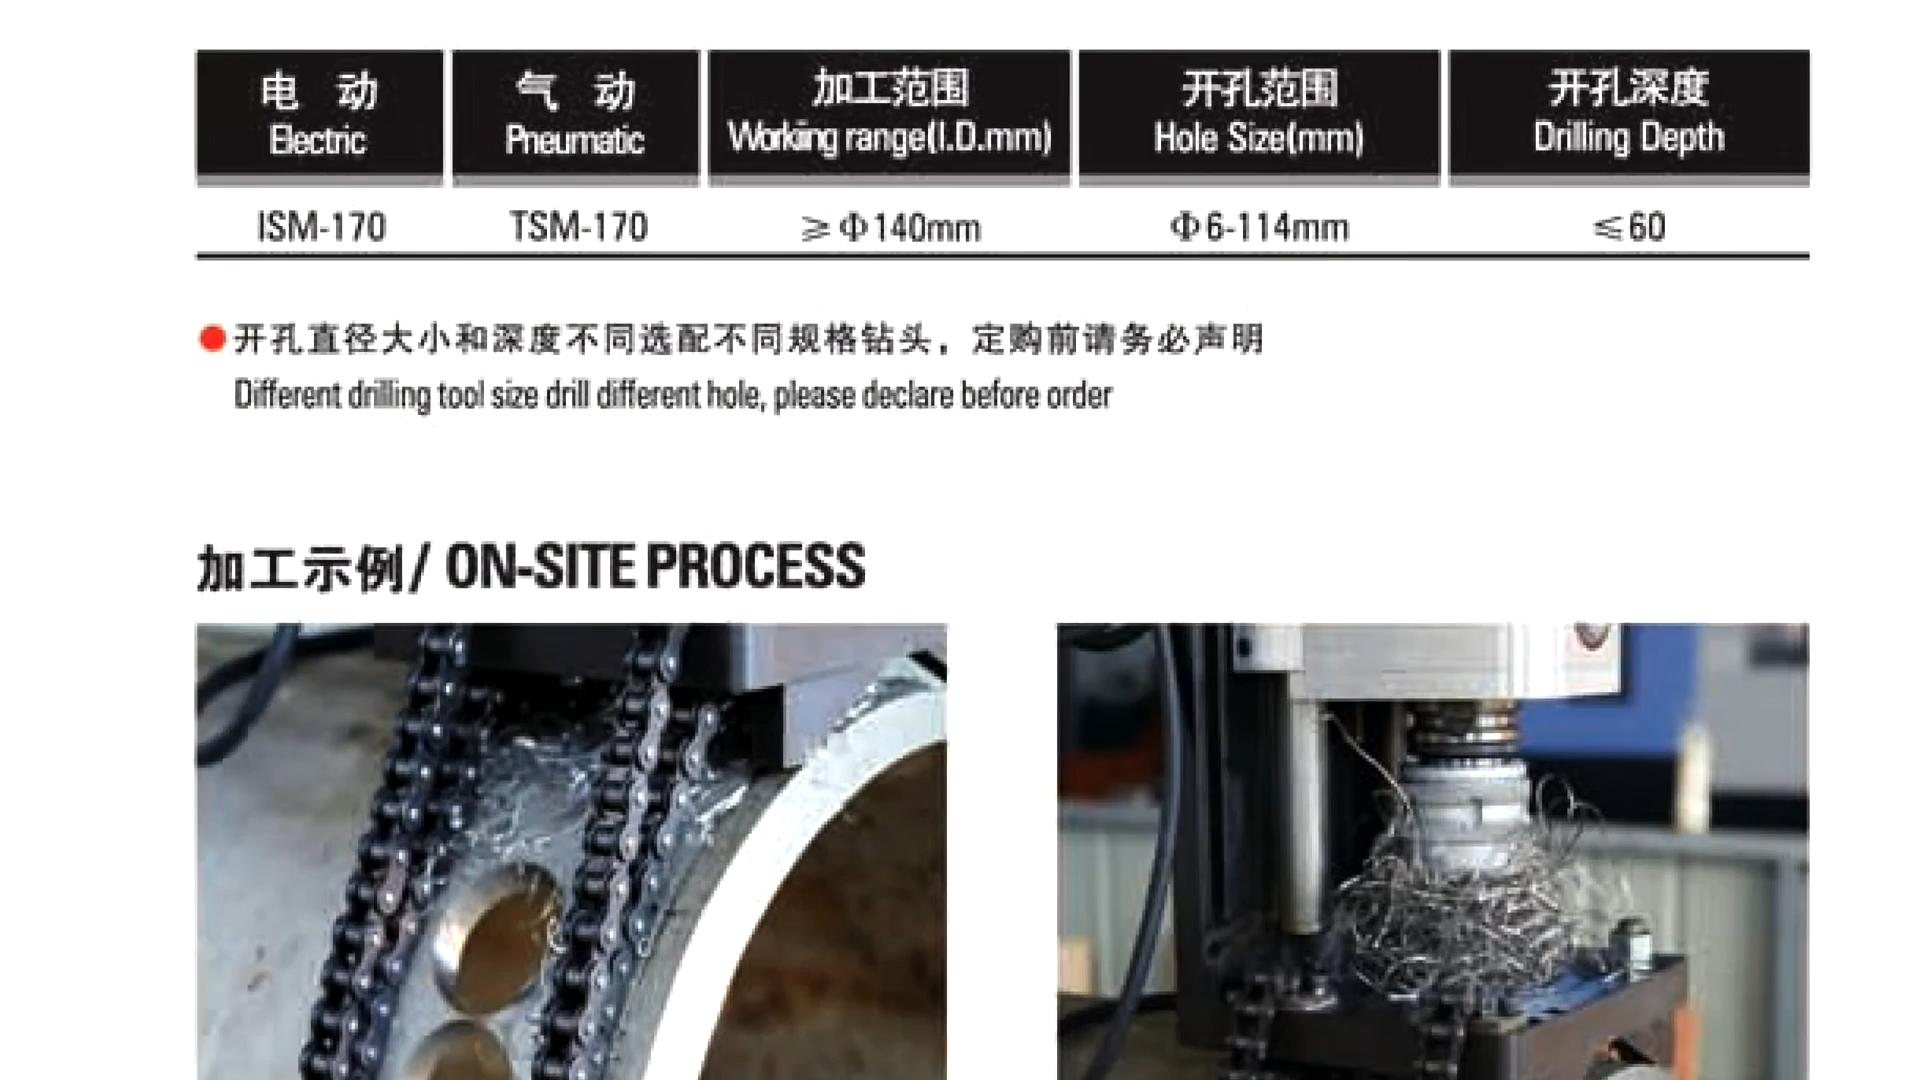 电 动
Electric
气 动
Pneumatic
加工范围
Working range(I.D.mm)
开孔范围
Hole Size(mm)
开孔深度
Drilling Depth
ISM-170
TSM-170
≥Φ140mm
Φ6-114mm
≤60
开孔直径大小和深度不同选配不同规格钻头，定购前请务必声明
Different drilling tool size drill different hole, please declare before order
加工示例/ ON-SITE PROCESS